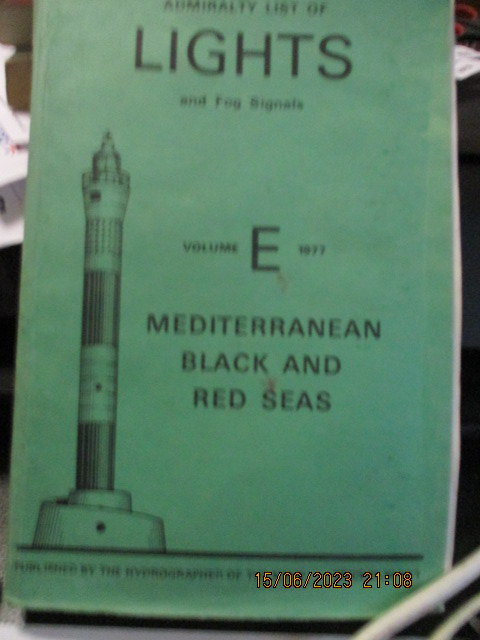 ADMIRALTY LIST OF
LIGHTS
and Fog Signals
VOLUME E 1977
MEDITERRANEAN
BLACK AND
RED SEAS
PUBLISHED BY THE HYDROGRAPHER OF
15/06/2023 21:08